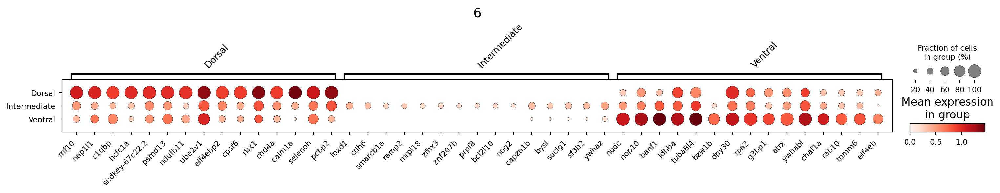 6
Dorsal
Intermediate
Ventral
Fraction of cells
in group (%)
20 40 60 80 100
Mean expression
in group
0.0 0.5 1.0
Dorsal
Intermediate
Ventral
rnf10
nap1l1
c1qbp
hcfc1a
si:dkey-67c22.2
psmd13
ndufb11
ube2v1
eif4ebp2
cpsf6
rbx1
chd4a
calm1a
selenoh
pcbp2
foxd1
cdh6
smarcb1a
ramp2
mrpl18
zfhx3
znf207b
prpf8
bcl2l10
nog2
capza1b
bysl
suclg1
sf3b2
ywhaz
nudc
nop10
banf1
ldhba
tuba8l4
bzw1b
dpy30
rpa2
g3bp1
atrx
ywhabl
chaf1a
rab10
tomm6
eif4eb